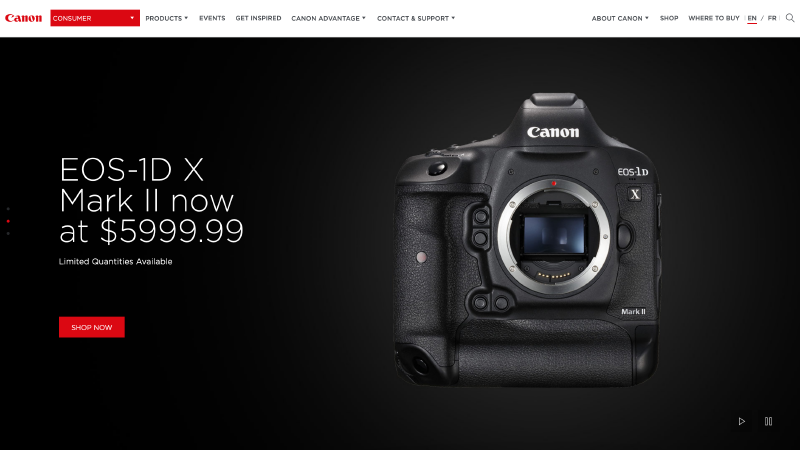 Canon
CONSUMER
PRODUCTS
EVENTS
GET INSPIRED
CANON ADVANTAGE
CONTACT & SUPPORT
ABOUT CANON
SHOP
WHERE TO BUY
EN / FR
EOS-1D X
Mark II now
at $5999.99
Limited Quantities Available
SHOP NOW
Canon
EOS-1D
X
Mark II